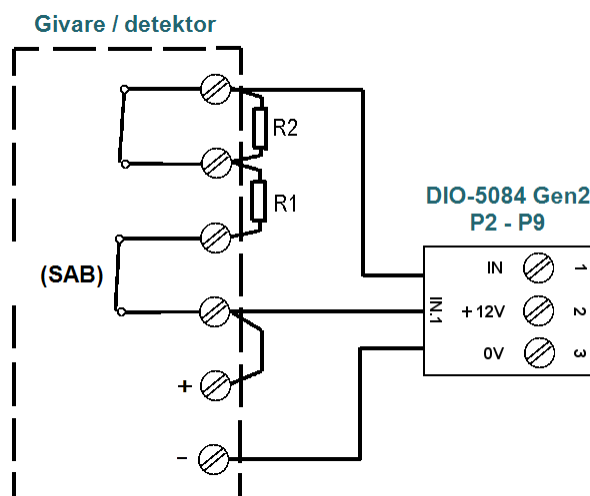 Givare / detektor
R2
R1
DIO-5084 Gen2
P2 - P9
(SAB)
IN 1
IN.1
+12V 2
0V 3
+
-